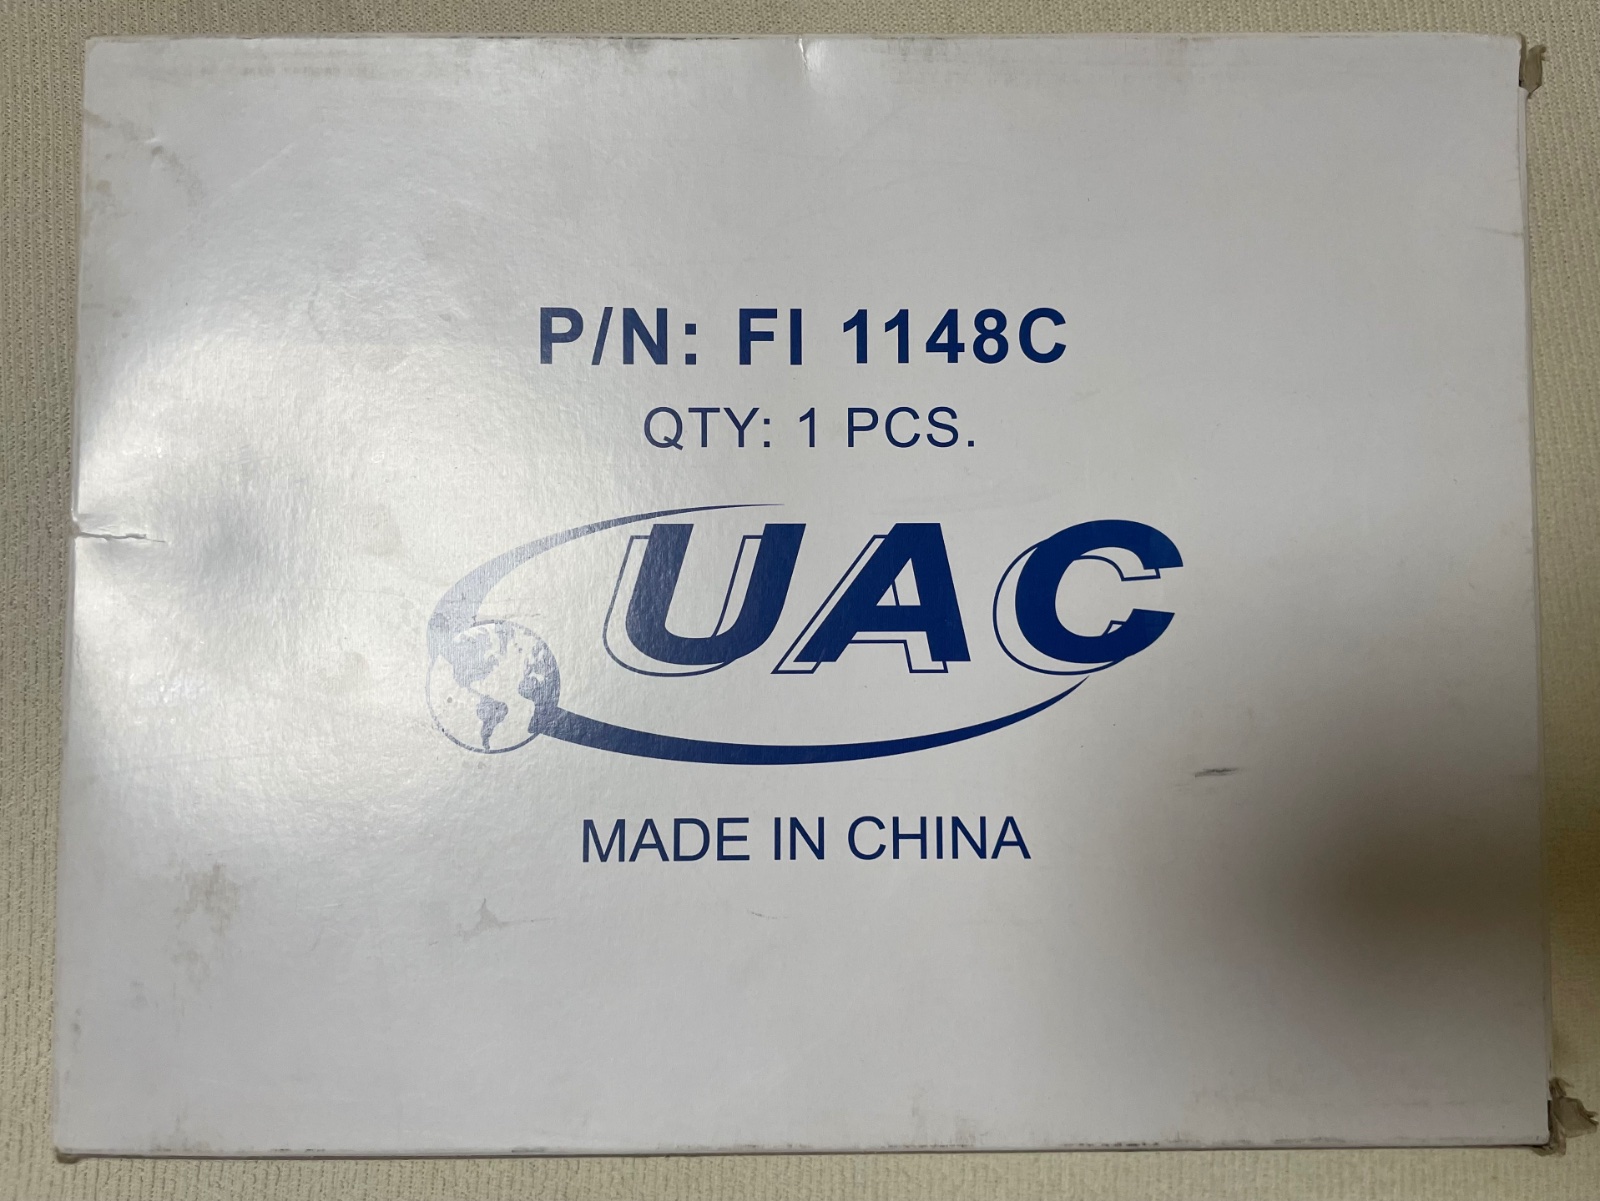 P/N: FI 1148C
QTY: 1 PCS.
UAC
MADE IN CHINA